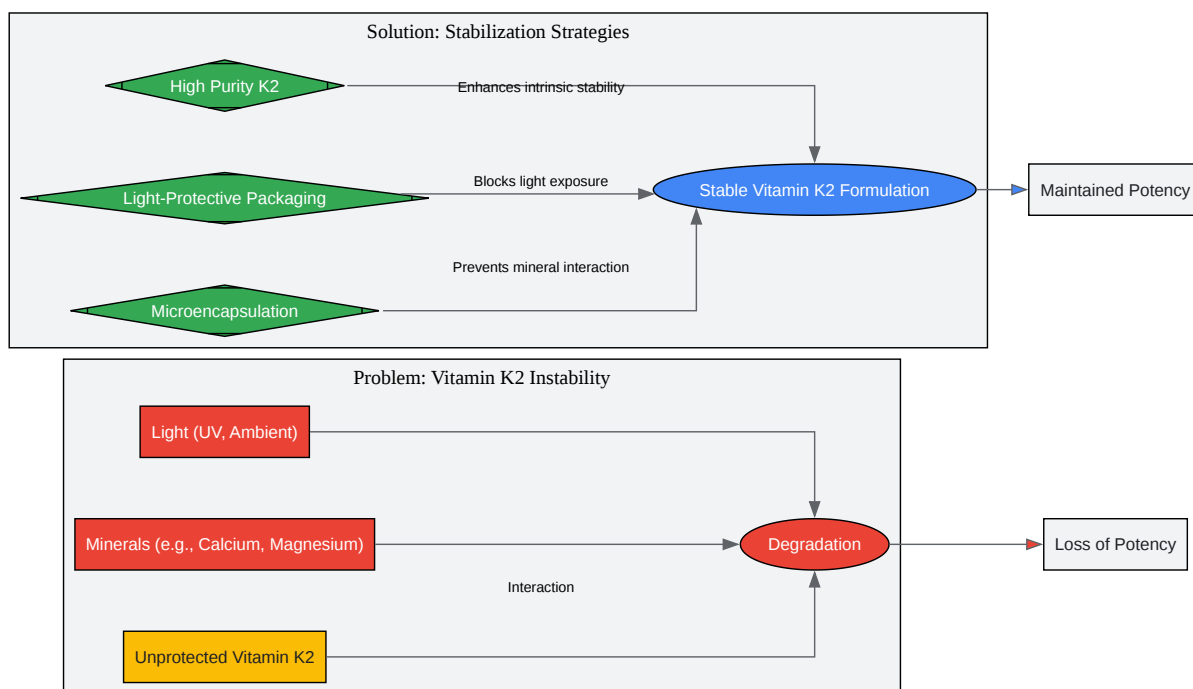 Solution: Stabilization Strategies
High Purity K2
Enhances intrinsic stability
Light-Protective Packaging
Blocks light exposure
Stable Vitamin K2 Formulation
Maintained Potency
Prevents mineral interaction
Microencapsulation
Problem: Vitamin K2 Instability
Light (UV, Ambient)
Minerals (e.g., Calcium, Magnesium)
Degradation
Loss of Potency
Interaction
Unprotected Vitamin K2